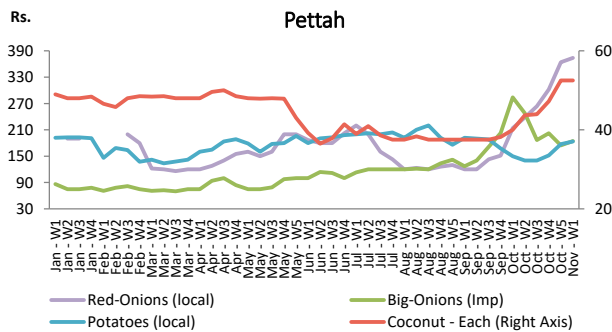 Pettah
Rs.
390
330
270
210
150
90
30
60
40
20
Jan - W1
Jan - W2
Jan - W3
Jan - W4
Feb - W1
Feb - W2
Feb - W3
Feb - W4
Mar - W1
Mar - W2
Mar - W3
Mar - W4
Apr - W1
Apr - W2
Apr - W3
Apr - W4
May - W1
May - W2
May - W3
May - W4
May - W5
Jun - W1
Jun - W2
Jun - W3
Jun - W4
Jul - W1
Jul - W2
Jul - W3
Jul - W4
Aug - W1
Aug - W2
Aug - W3
Aug - W4
Aug - W5
Sep - W1
Sep - W2
Sep - W3
Sep - W4
Oct - W1
Oct - W2
Oct - W3
Oct - W4
Oct - W5
Nov - W1
Red-Onions (local)
Big-Onions (Imp)
Potatoes (local)
Coconut - Each (Right Axis)